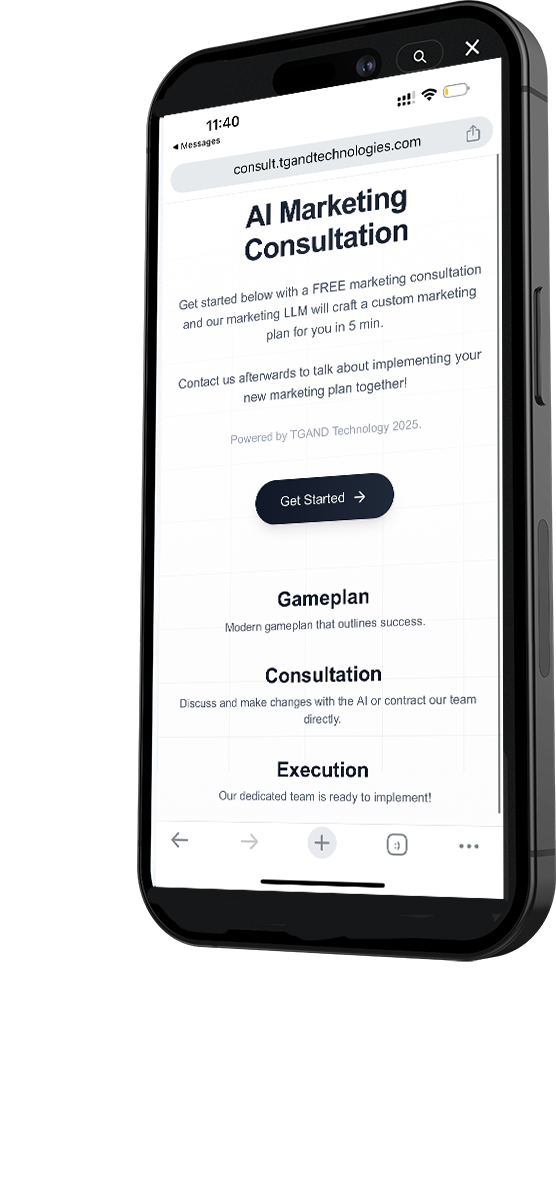 11:40
◂ Messages
consult.tgandtechnologies.com
AI Marketing
Consultation
Get started below with a FREE marketing consultation
and our marketing LLM will craft a custom marketing
plan for you in 5 min.
Contact us afterwards to talk about implementing your
new marketing plan together!
Powered by TGAND Technology 2025.
Get Started →
Gameplan
Modern gameplan that outlines success.
Consultation
Discuss and make changes with the AI or contract our team
directly.
Execution
Our dedicated team is ready to implement!
:)